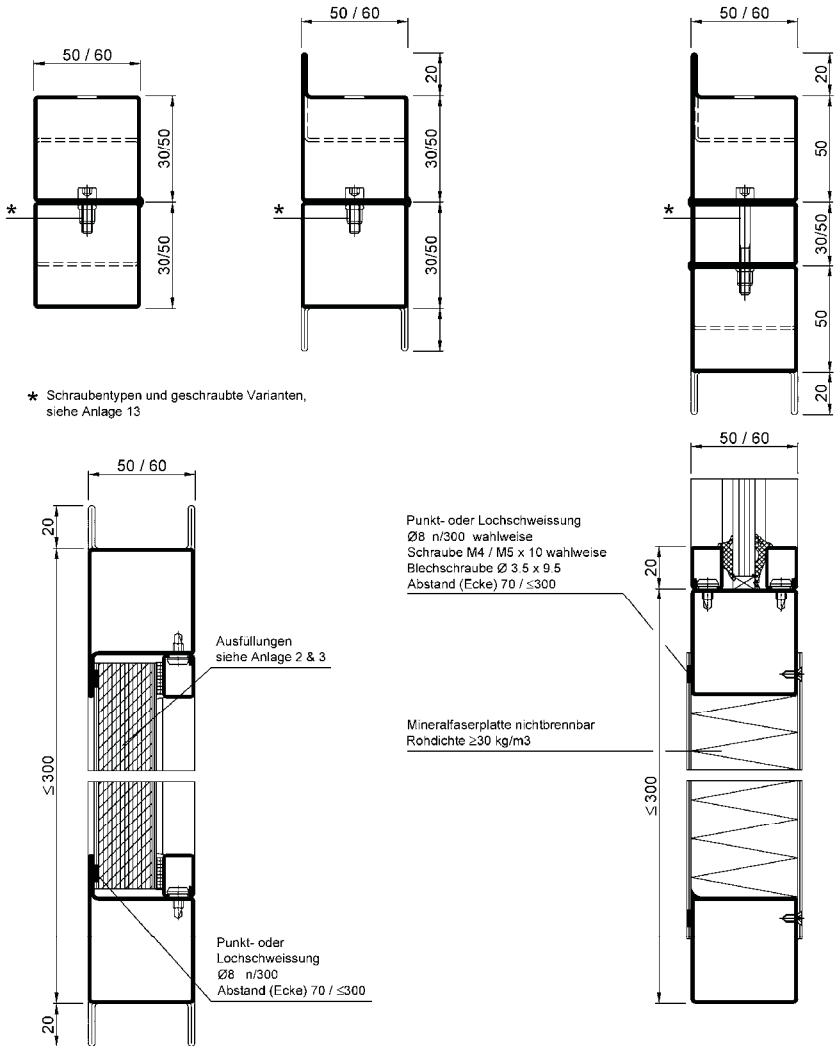 50 / 60
50 / 60
50 / 60
20
30/50
30/50
*
20
30/50
30/50
*
20
50
30/50
50
20
*
* Schraubentypen und geschraubte Varianten,
siehe Anlage 13
50 / 60
20
≤300
20
Ausfüllungen
siehe Anlage 2 & 3
Punkt- oder
Lochschweissung
Ø8 n/300
Abstand (Ecke) 70 / ≤300
50 / 60
Punkt- oder Lochschweissung
Ø8 n/300 wahlweise
Schraube M4 / M5 x 10 wahlweise
Blechschraube Ø 3.5 x 9.5
Abstand (Ecke) 70 / ≤300
20
Mineralfaserplatte nichtbrennbar
Rohdichte ≥30 kg/m3
≤300